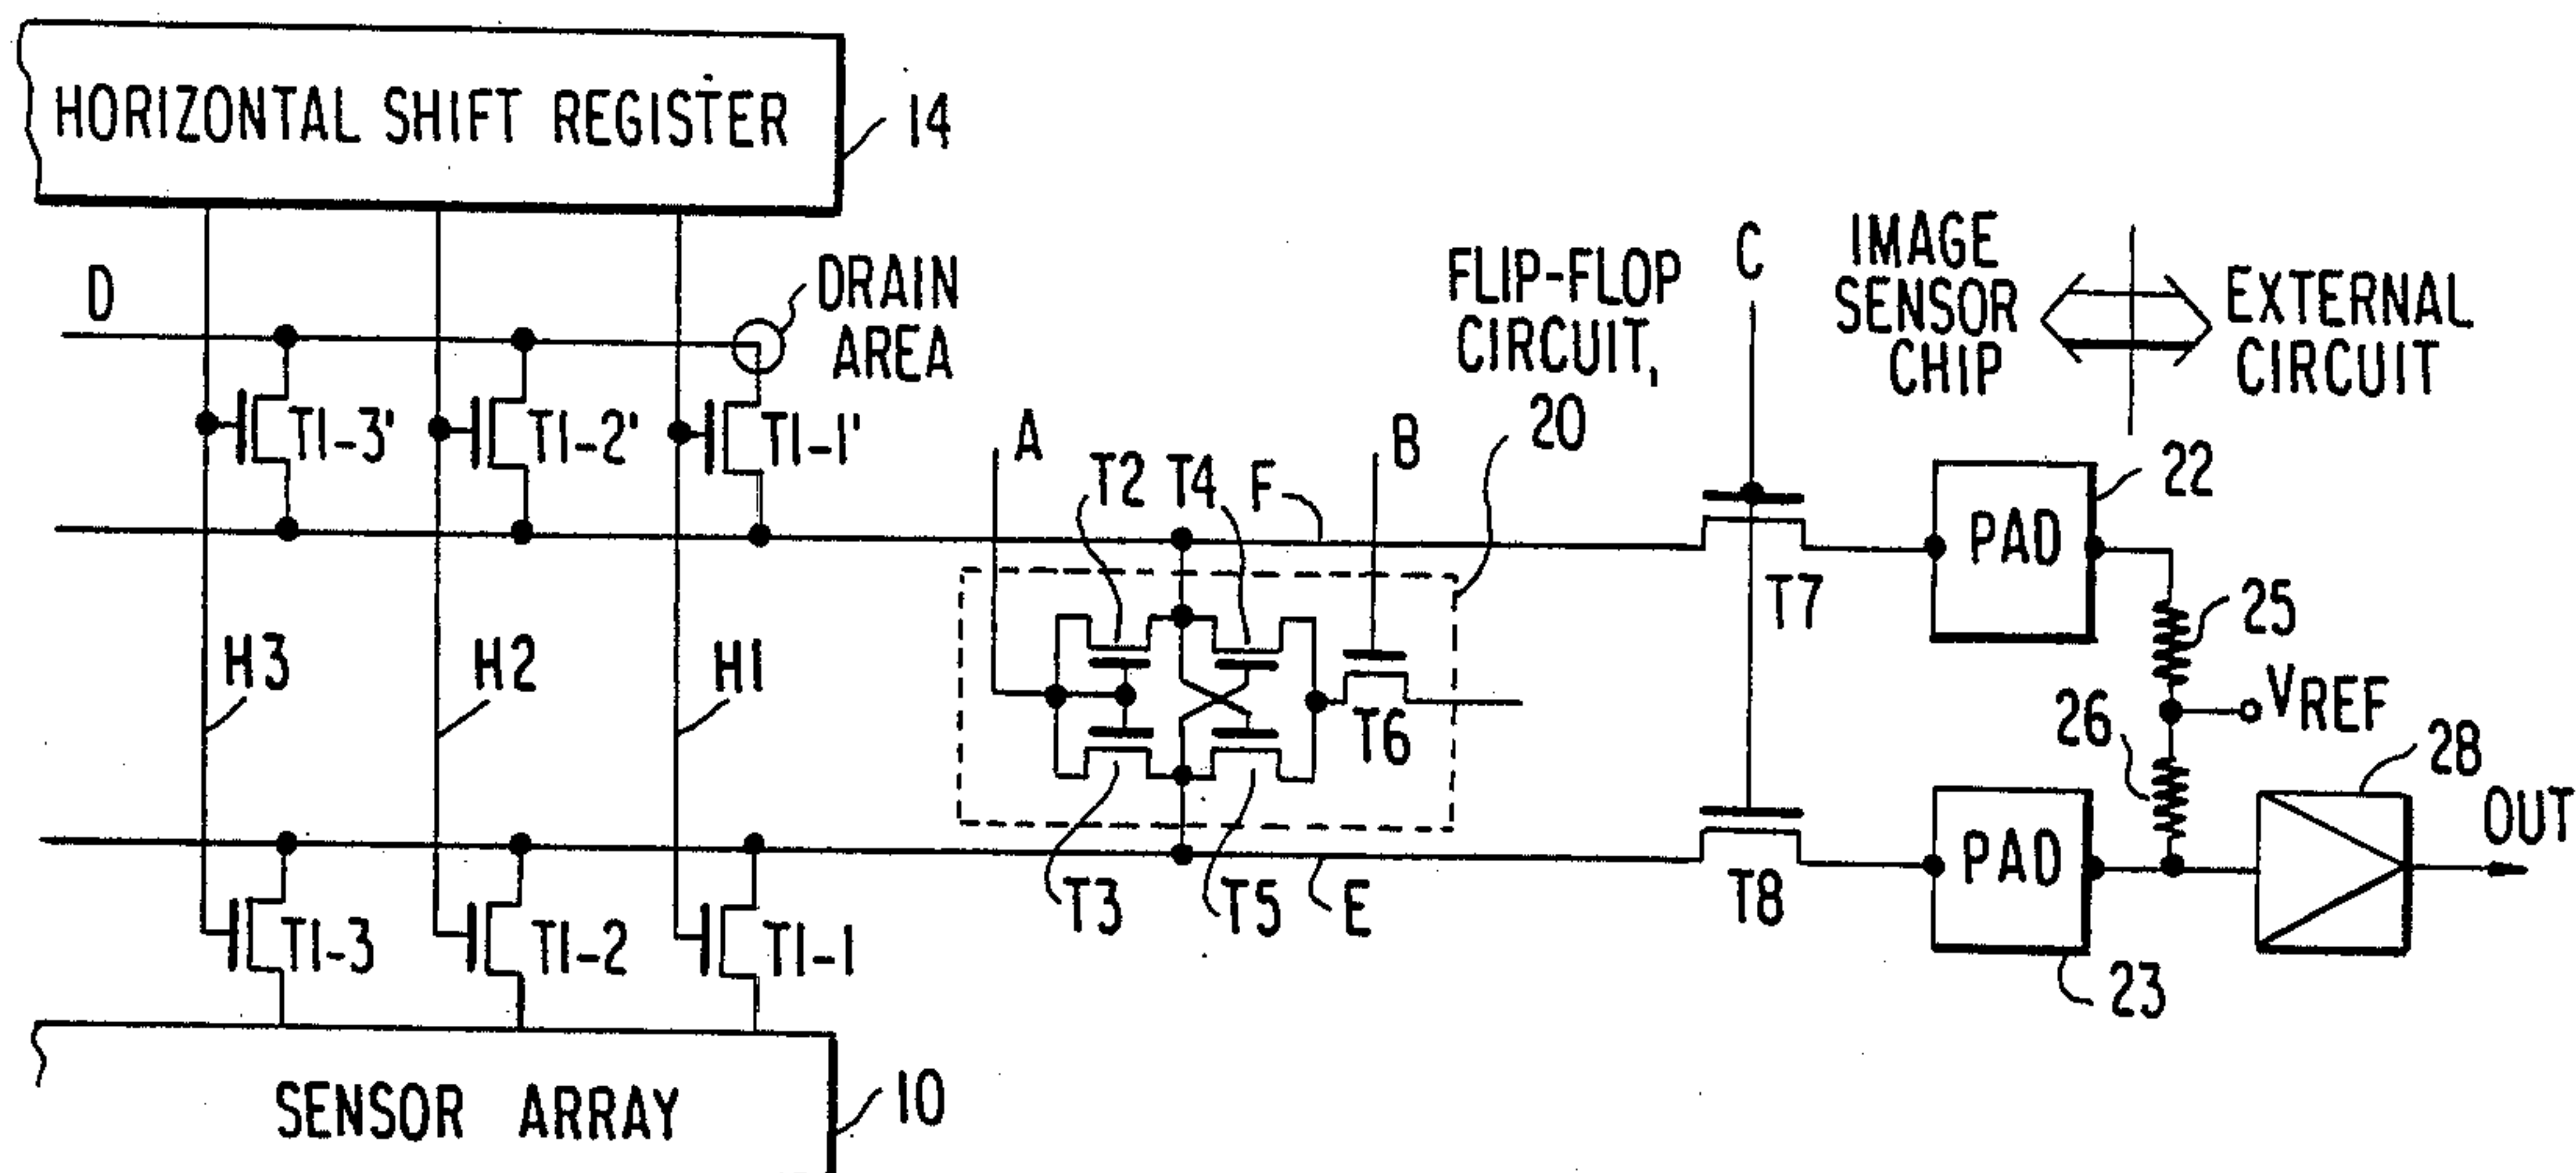 HORIZONTAL SHIFT REGISTER
14
D
DRAIN
AREA
T1-3'
T1-2'
T1-1'
A
T2
T4
F
B
FLIP-FLOP
CIRCUIT,
20
C
IMAGE
SENSOR
CHIP
EXTERNAL
CIRCUIT
22
PAD
T7
25
H3
H2
H1
T6
VREF
26
28
OUT
T3
T5
E
T8
PAD
23
T1-3
T1-2
T1-1
SENSOR ARRAY
10